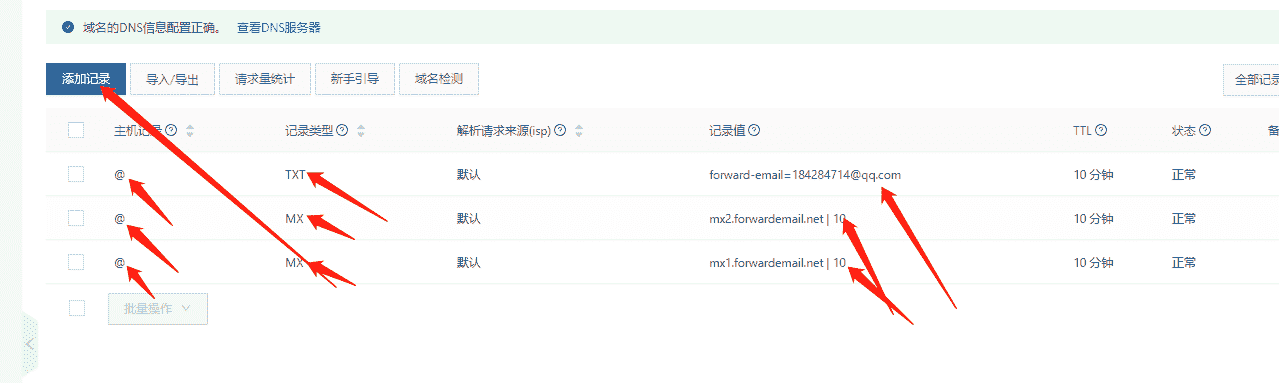 域名的DNS信息配置正确。 查看DNS服务器
添加记录 导入/导出 请求量统计 新手引导 域名检测 全部记录
主机记录 记录类型 解析请求来源(isp) 记录值 TTL 状态 备
@ TXT 默认 forward-email=184284714@qq.com 10 分钟 正常
@ MX 默认 mx2.forwardemail.net | 10 10 分钟 正常
@ MX 默认 mx1.forwardemail.net | 10 10 分钟 正常
批量操作